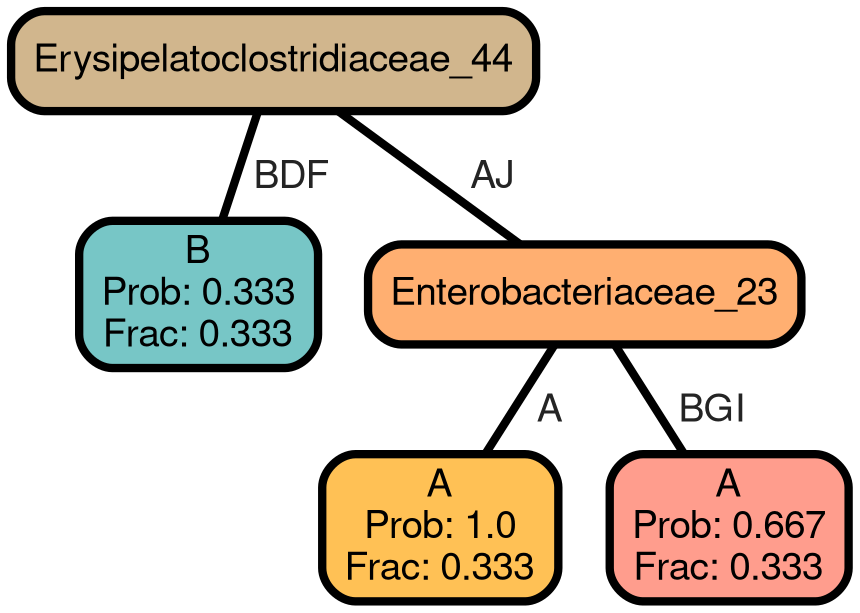 Erysipelatoclostridiaceae_44
BDF
AJ
B
Prob: 0.333
Frac: 0.333
Enterobacteriaceae_23
A
BGI
A
Prob: 1.0
Frac: 0.333
A
Prob: 0.667
Frac: 0.333